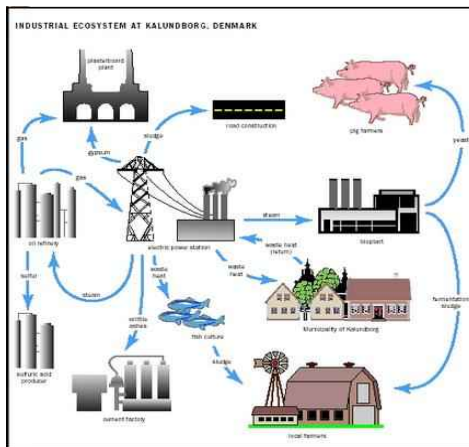 INDUSTRIAL ECOSYSTEM AT KALUNDBORG, DENMARK
plasterboard
plant
sludge
road construction
pig farmers
gas
gypsum
yeast
gas
oil refinery
steam
bioplant
electric power station
waste heat
(return)
sulfur
steam
waste
heat
waste
heat
fermentation
sludge
Municipality of Kalundborg
fish culture
sulfuric acid
producer
sludge
cement factory
local farmers